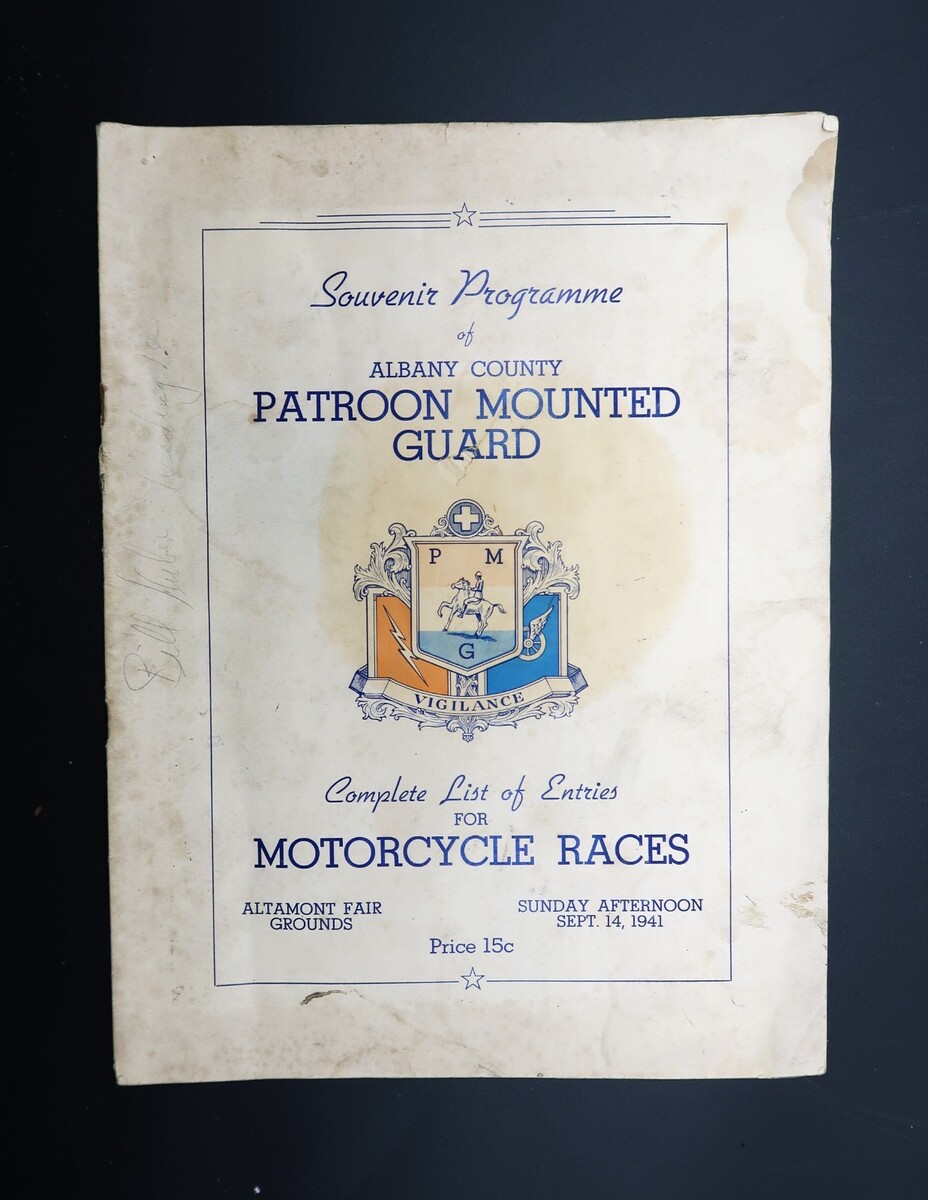 Souvenir Programme
of
ALBANY COUNTY
PATROON MOUNTED
GUARD
P M
G
VIGILANCE
Complete List of Entries
FOR
MOTORCYCLE RACES
ALTAMONT FAIR
GROUNDS
SUNDAY AFTERNOON
SEPT. 14, 1941
Price 15c
Bill